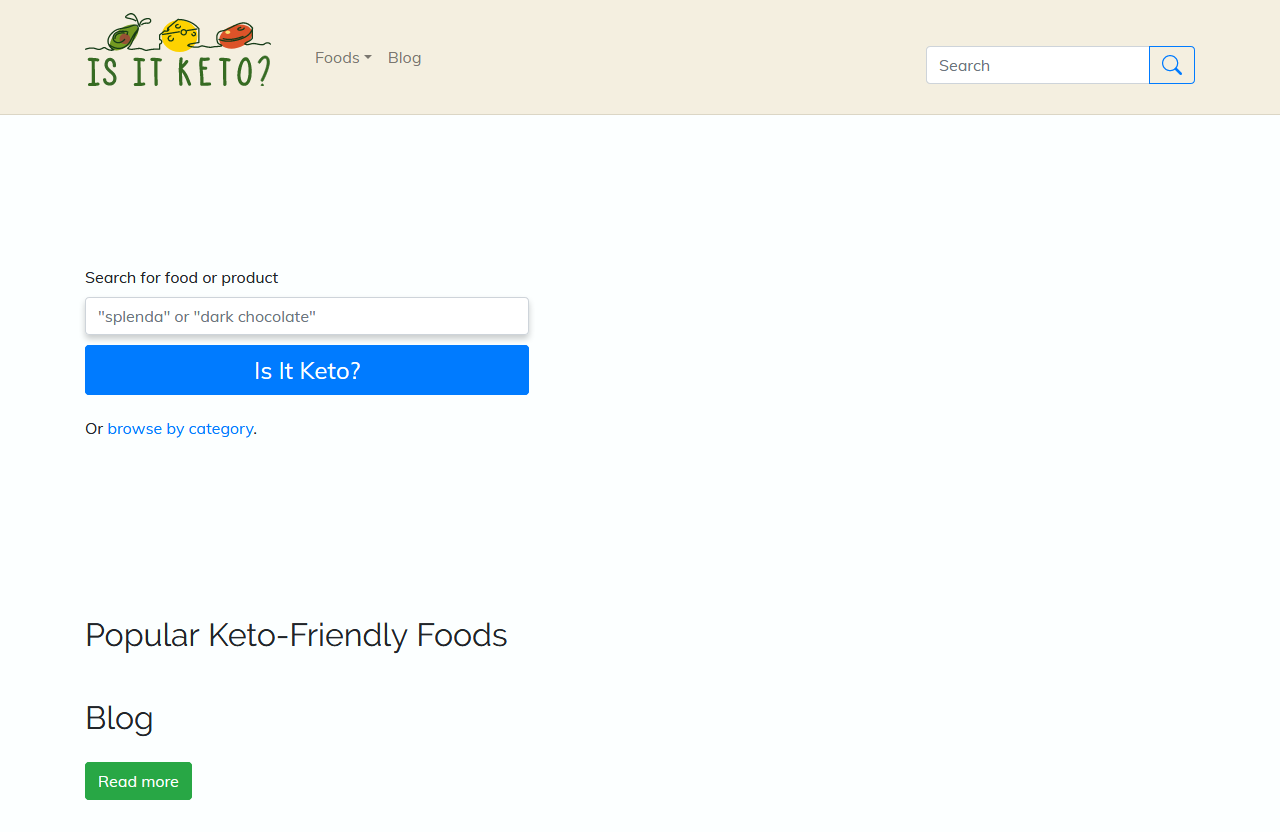 IS IT KETO?
Foods
Blog
Search
Search for food or product
"splenda" or "dark chocolate"
Is It Keto?
Or browse by category.
Popular Keto-Friendly Foods
Blog
Read more